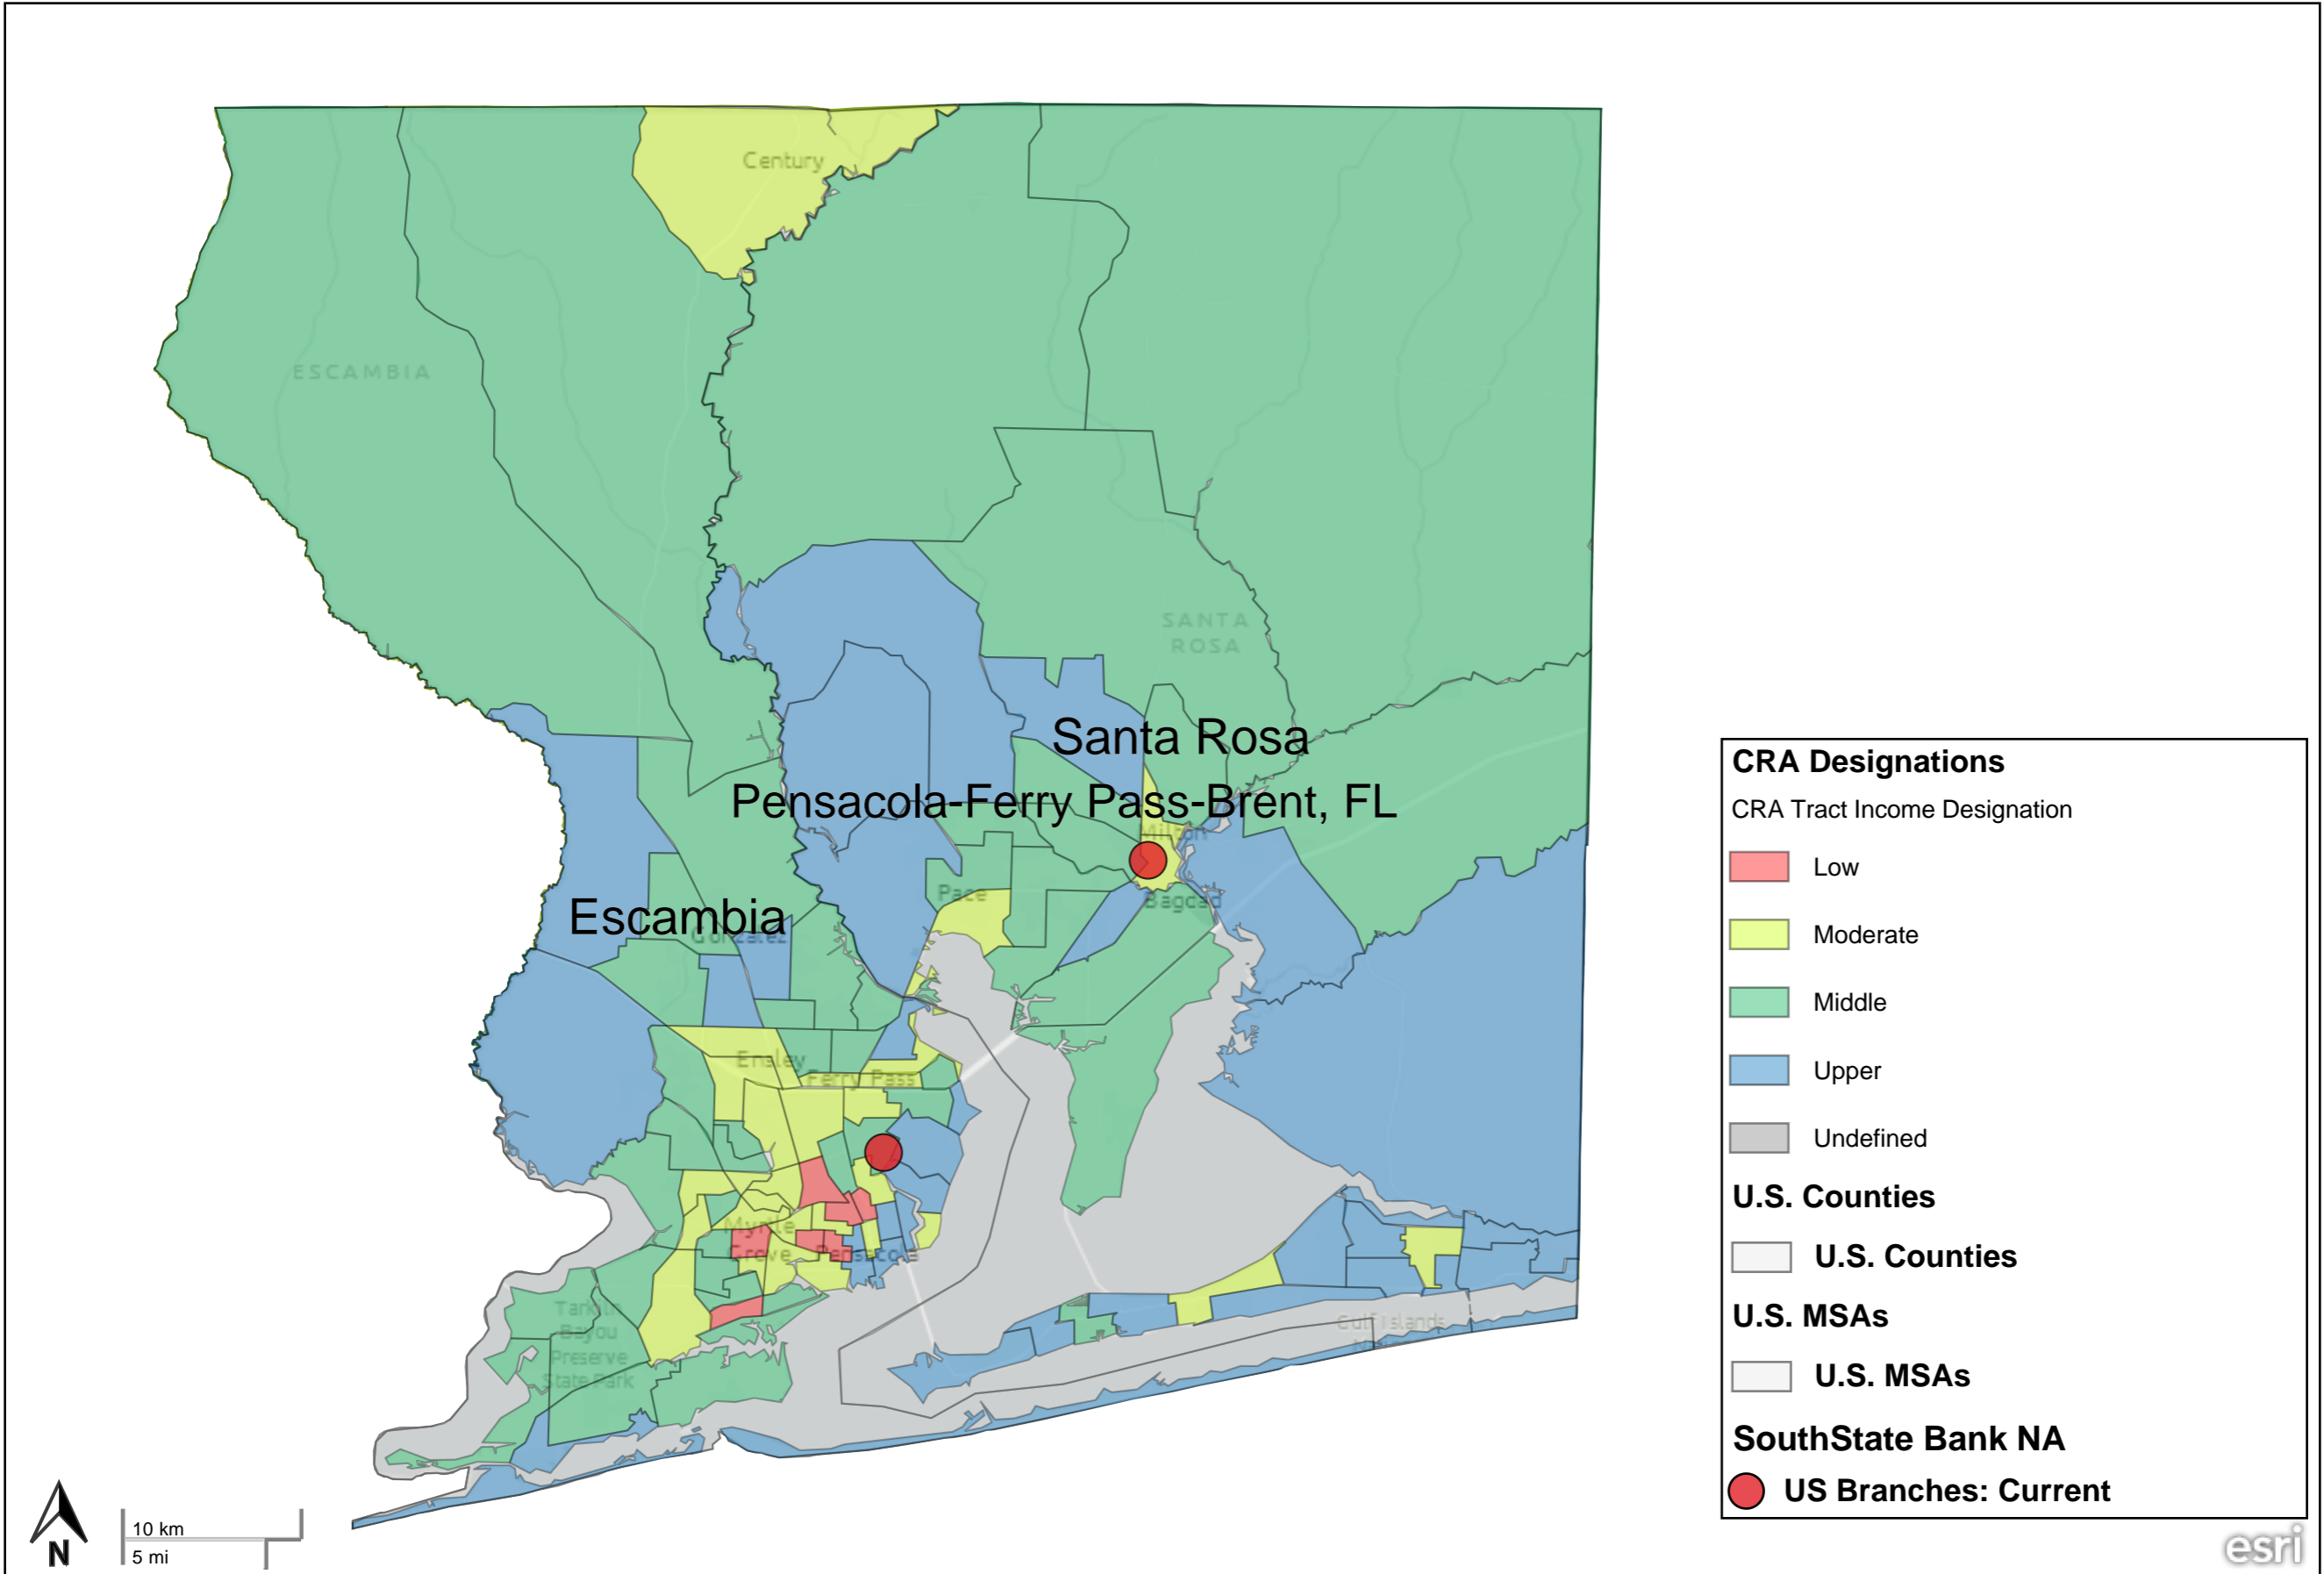 Century
ESCAMBIA
SANTA
ROSA
Santa Rosa
Pensacola-Ferry Pass-Brent, FL
Milton
Pace
Bagdad
Escambia
Gonzalez
Ensley
Ferry Pass
Myrtle
Grove
Pensacola
Tarkiln
Bayou
Preserve
State Park
Gulf Islands
CRA Designations
CRA Tract Income Designation
Low
Moderate
Middle
Upper
Undefined
U.S. Counties
U.S. Counties
U.S. MSAs
U.S. MSAs
SouthState Bank NA
US Branches: Current
N
10 km
5 mi
esri